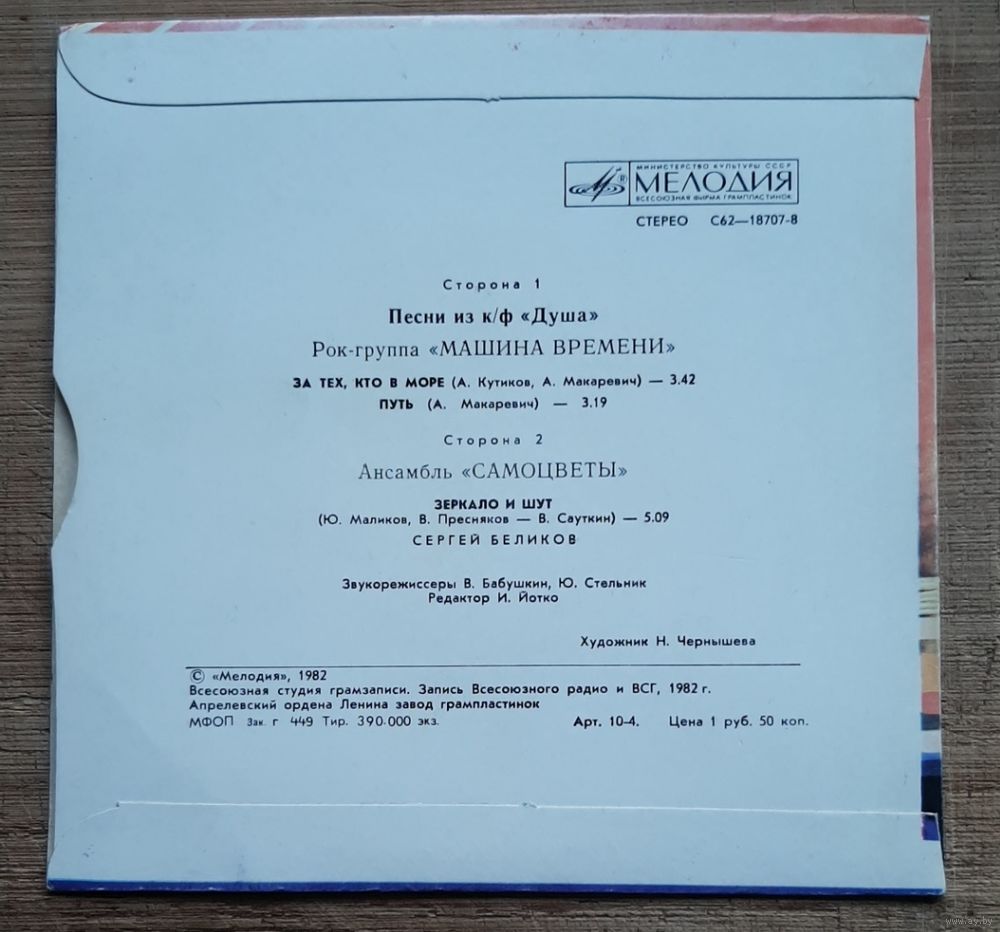 МИНИСТЕРСТВО КУЛЬТУРЫ СССР
МЕЛОДИЯ
ВСЕСОЮЗНАЯ ФИРМА ГРАМПЛАСТИНОК
СТЕРЕО С62—18707-8
Сторона 1
Песни из к/ф «Душа»
Рок-группа «МАШИНА ВРЕМЕНИ»
ЗА ТЕХ, КТО В МОРЕ (А. Кутиков, А. Макаревич) — 3.42
ПУТЬ (А. Макаревич) — 3.19
Сторона 2
Ансамбль «САМОЦВЕТЫ»
ЗЕРКАЛО И ШУТ
(Ю. Маликов, В. Пресняков — В. Сауткин) — 5.09
СЕРГЕЙ БЕЛИКОВ
Звукорежиссеры В. Бабушкин, Ю. Стельник
Редактор И. Йотко
Художник Н. Чернышева
© «Мелодия», 1982
Всесоюзная студия грамзаписи. Запись Всесоюзного радио и ВСГ, 1982 г.
Апрелевский ордена Ленина завод грампластинок
МФОП Зак. г 449 Тир. 390.000 экз. Арт. 10-4. Цена 1 руб. 50 коп.
www.ay.by